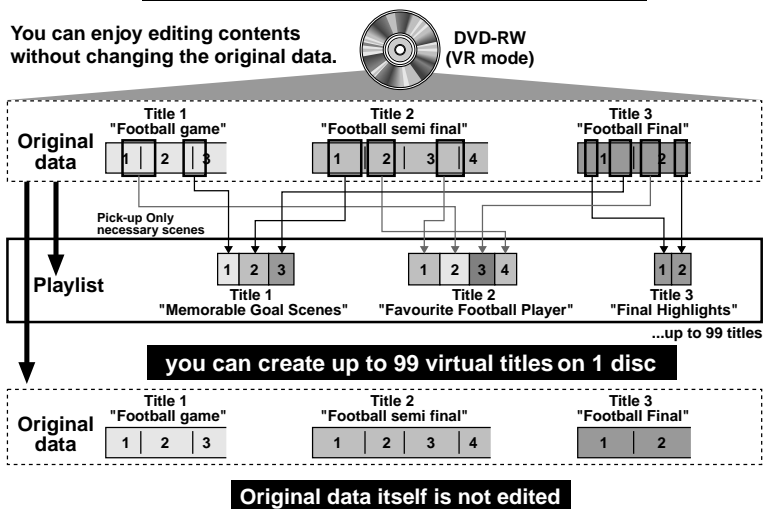 You can enjoy editing contents
without changing the original data.
DVD-RW
(VR mode)
Original
data
Title 1
"Football game"
1 2 3
Title 2
"Football semi final"
1 2 3 4
Title 3
"Football Final"
1 2
Pick-up Only
necessary scenes
Playlist
1 2 3
Title 1
"Memorable Goal Scenes"
1 2 3 4
Title 2
"Favourite Football Player"
1 2
Title 3
"Final Highlights"
...up to 99 titles
you can create up to 99 virtual titles on 1 disc
Original
data
Title 1
"Football game"
1 2 3
Title 2
"Football semi final"
1 2 3 4
Title 3
"Football Final"
1 2
Original data itself is not edited